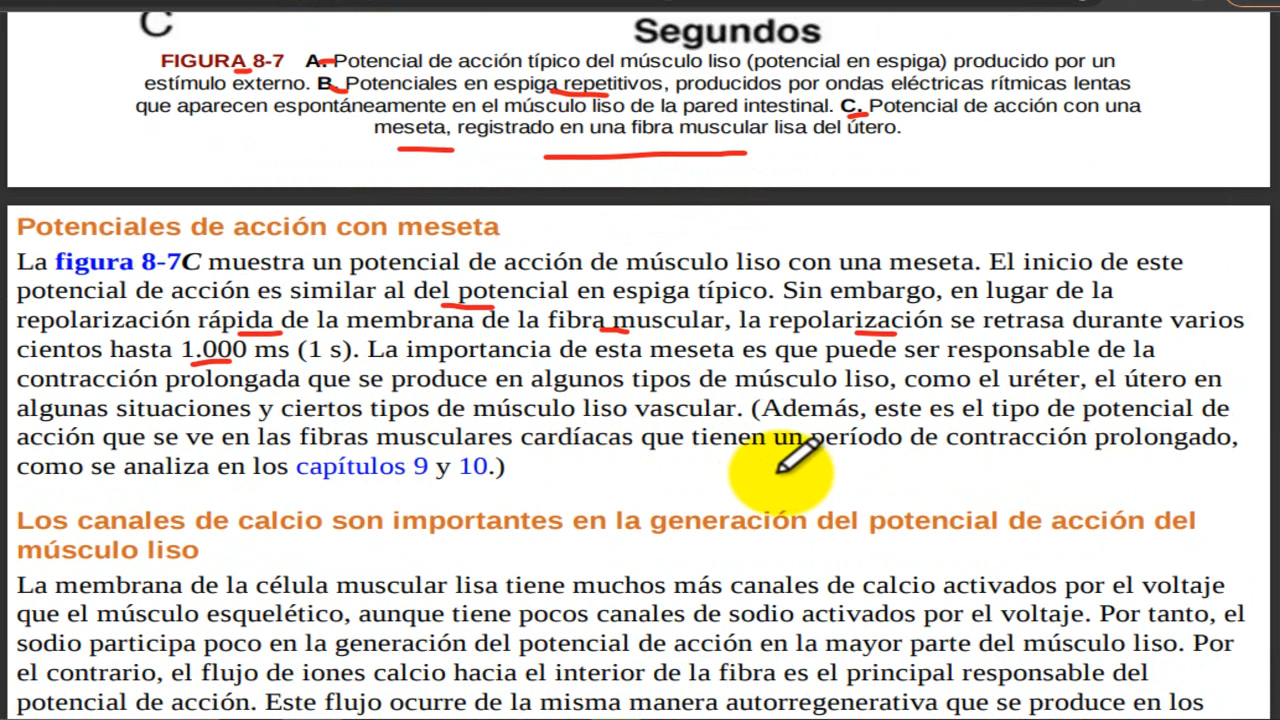 C
Segundos
FIGURA 8-7 A. Potencial de acción típico del músculo liso (potencial en espiga) producido por un
estímulo externo. B. Potenciales en espiga repetitivos, producidos por ondas eléctricas rítmicas lentas
que aparecen espontáneamente en el músculo liso de la pared intestinal. C. Potencial de acción con una
meseta, registrado en una fibra muscular lisa del útero.
Potenciales de acción con meseta
La figura 8-7C muestra un potencial de acción de músculo liso con una meseta. El inicio de este
potencial de acción es similar al del potencial en espiga típico. Sin embargo, en lugar de la
repolarización rápida de la membrana de la fibra muscular, la repolarización se retrasa durante varios
cientos hasta 1.000 ms (1 s). La importancia de esta meseta es que puede ser responsable de la
contracción prolongada que se produce en algunos tipos de músculo liso, como el uréter, el útero en
algunas situaciones y ciertos tipos de músculo liso vascular. (Además, este es el tipo de potencial de
acción que se ve en las fibras musculares cardíacas que tienen un período de contracción prolongado,
como se analiza en los capítulos 9 y 10.)
Los canales de calcio son importantes en la generación del potencial de acción del
músculo liso
La membrana de la célula muscular lisa tiene muchos más canales de calcio activados por el voltaje
que el músculo esquelético, aunque tiene pocos canales de sodio activados por el voltaje. Por tanto, el
sodio participa poco en la generación del potencial de acción en la mayor parte del músculo liso. Por
el contrario, el flujo de iones calcio hacia el interior de la fibra es el principal responsable del
potencial de acción. Este flujo ocurre de la misma manera autorregenerativa que se produce en los